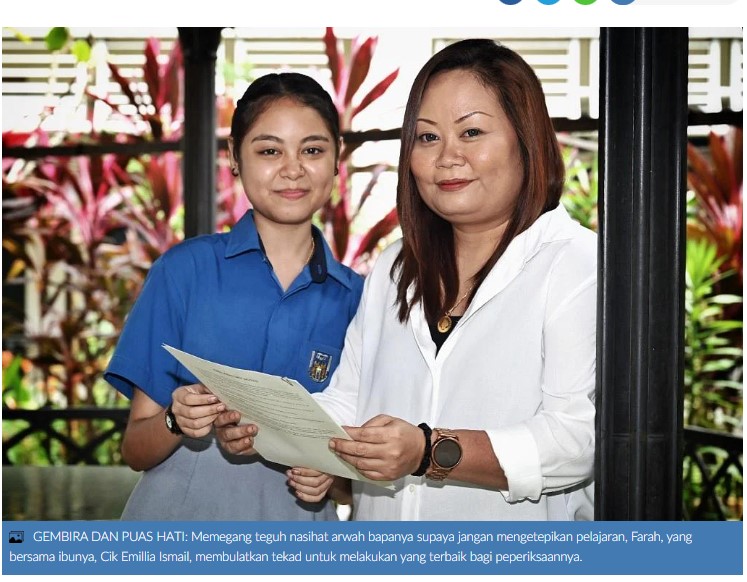 GEMBIRA DAN PUAS HATI: Memegang teguh nasihat arwah bapanya supaya jangan mengetepikan pelajaran, Farah, yang
bersama ibunya, Cik Emillia Ismail, membulatkan tekad untuk melakukan yang terbaik bagi peperiksaannya.